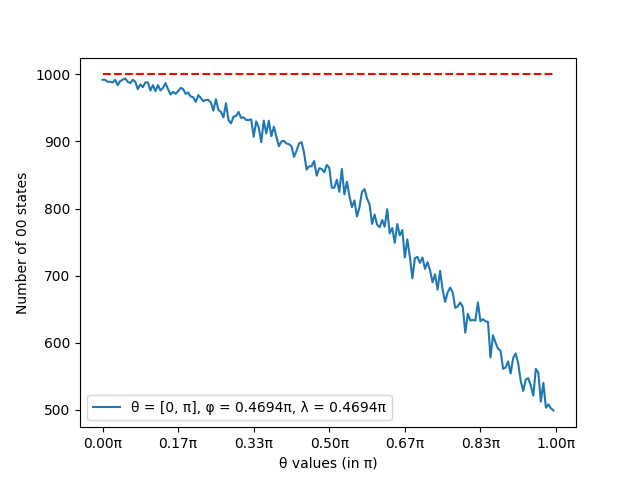 1000
900
800
700
600
500
Number of 00 states
θ = [0, π], φ = 0.4694π, λ = 0.4694π
0.00π 0.17π 0.33π 0.50π 0.67π 0.83π 1.00π
θ values (in π)